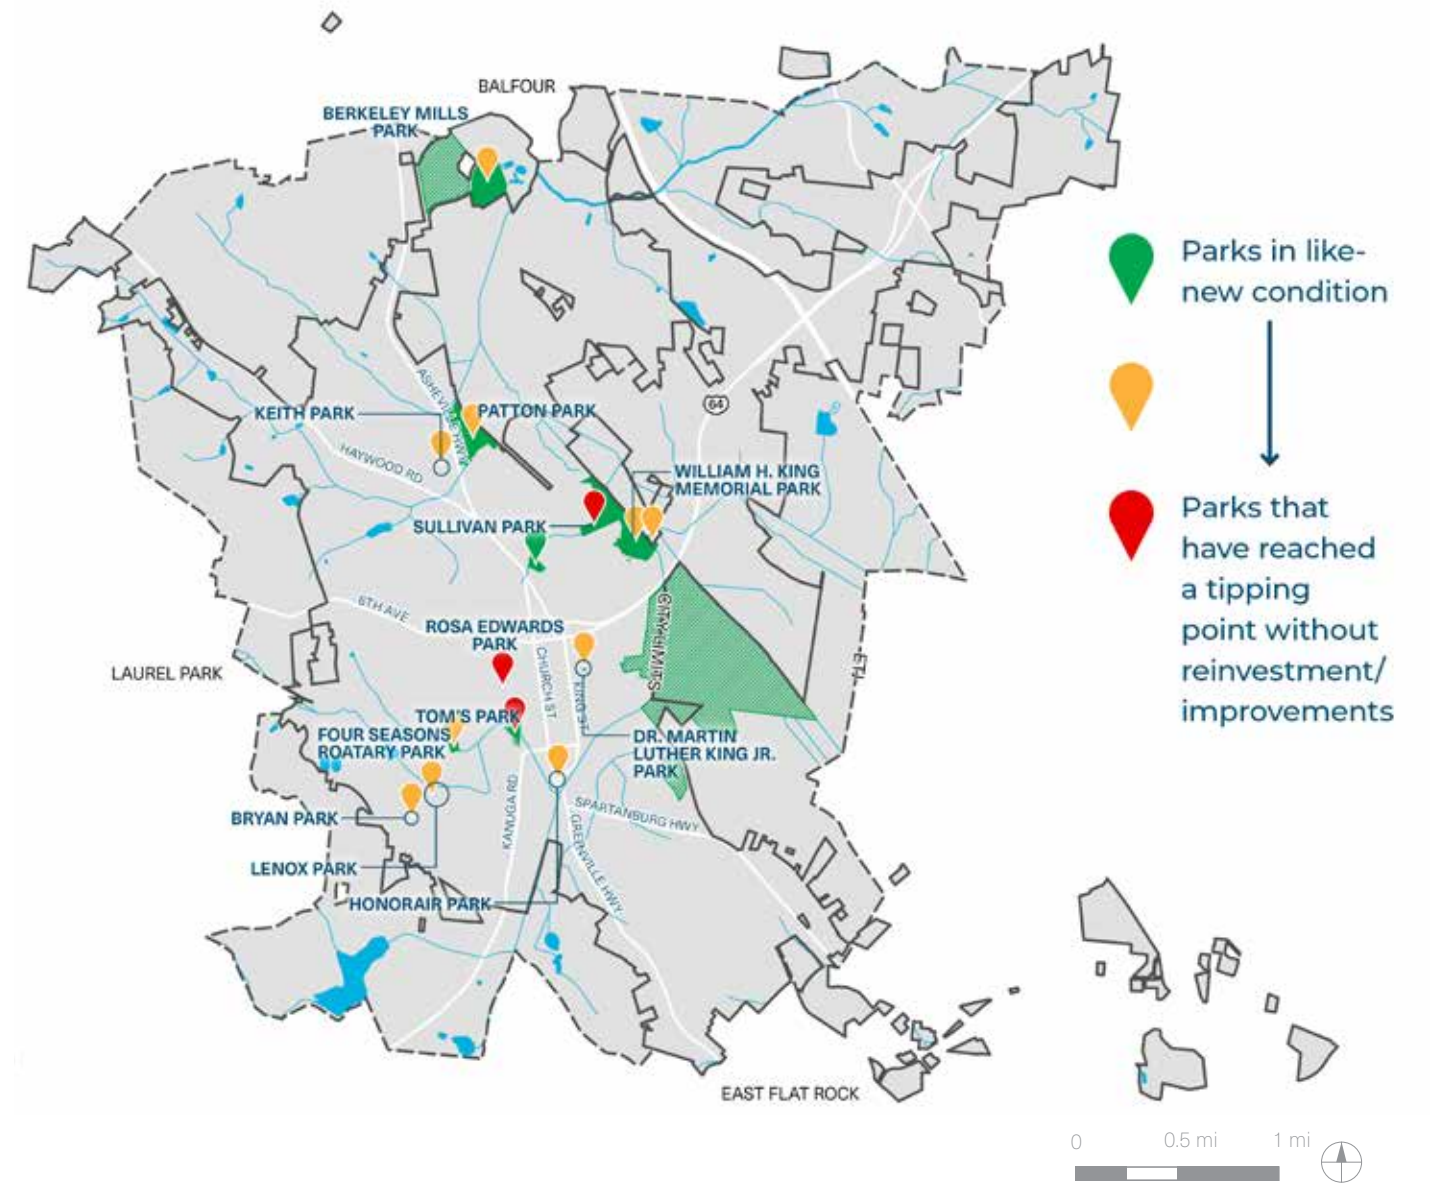 BALFOUR
BERKELEY MILLS
PARK
Parks in like-
new condition
ASHEVILLE HWY
64
KEITH PARK
PATTON PARK
HAYWOOD RD
WILLIAM H. KING
MEMORIAL PARK
SULLIVAN PARK
Parks that
have reached
a tipping
point without
reinvestment/
improvements
6TH AVE
CITY LIMITS
ROSA EDWARDS
PARK
CHURCH ST
KING ST
ETJ
LAUREL PARK
TOM'S PARK
FOUR SEASONS
ROATARY PARK
DR. MARTIN
LUTHER KING JR.
PARK
KANUGA RD
SPARTANBURG HWY
GREENVILLE HWY
BRYAN PARK
LENOX PARK
HONORAIR PARK
EAST FLAT ROCK
0 0.5 mi 1 mi